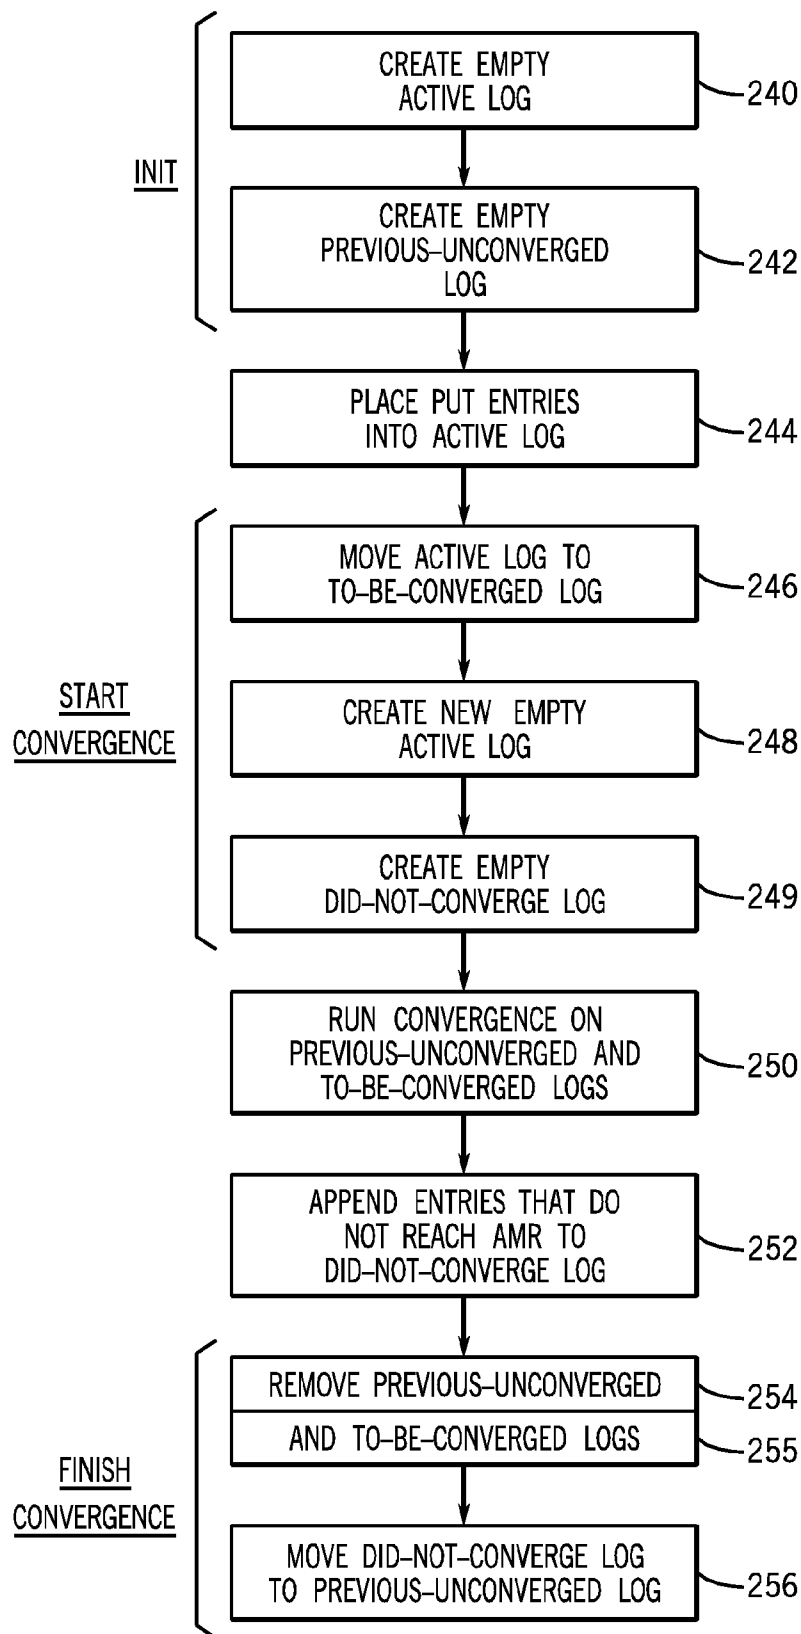 CREATE EMPTY
ACTIVE LOG
240
INIT
CREATE EMPTY
PREVIOUS–UNCONVERGED
LOG
242
PLACE PUT ENTRIES
INTO ACTIVE LOG
244
MOVE ACTIVE LOG TO
TO–BE–CONVERGED LOG
246
START
CONVERGENCE
CREATE NEW EMPTY
ACTIVE LOG
248
CREATE EMPTY
DID–NOT–CONVERGE LOG
249
RUN CONVERGENCE ON
PREVIOUS–UNCONVERGED AND
TO–BE–CONVERGED LOGS
250
APPEND ENTRIES THAT DO
NOT REACH AMR TO
DID–NOT–CONVERGE LOG
252
REMOVE PREVIOUS–UNCONVERGED
254
AND TO–BE–CONVERGED LOGS
255
FINISH
CONVERGENCE
MOVE DID–NOT–CONVERGE LOG
TO PREVIOUS–UNCONVERGED LOG
256